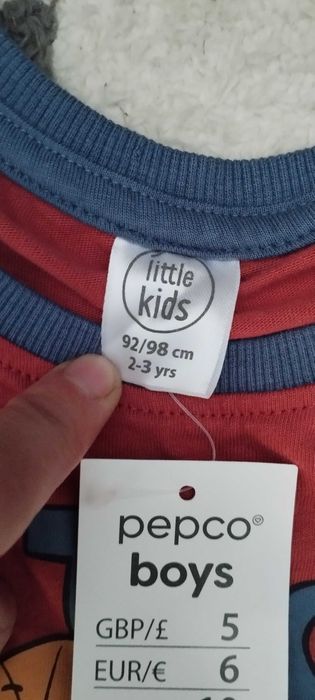 little
kids
92/98 cm
2-3 yrs
pepco®
boys
GBP/£ 5
EUR/€ 6